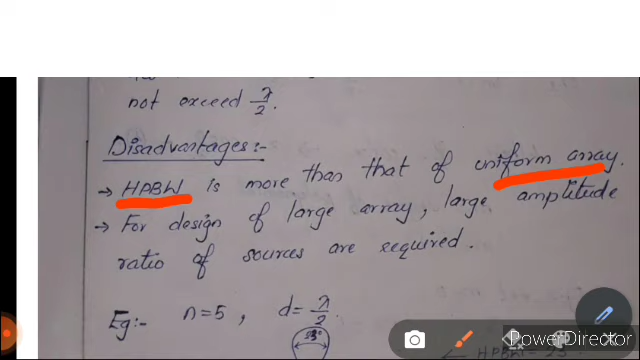 not exceed λ/2.
Disadvantages:-
→ HPBW is more than that of uniform array.
→ For design of large array, large amplitude
ratio of sources are required.
Eg:- n=5, d=λ/2.
HPBW
PowerDirector